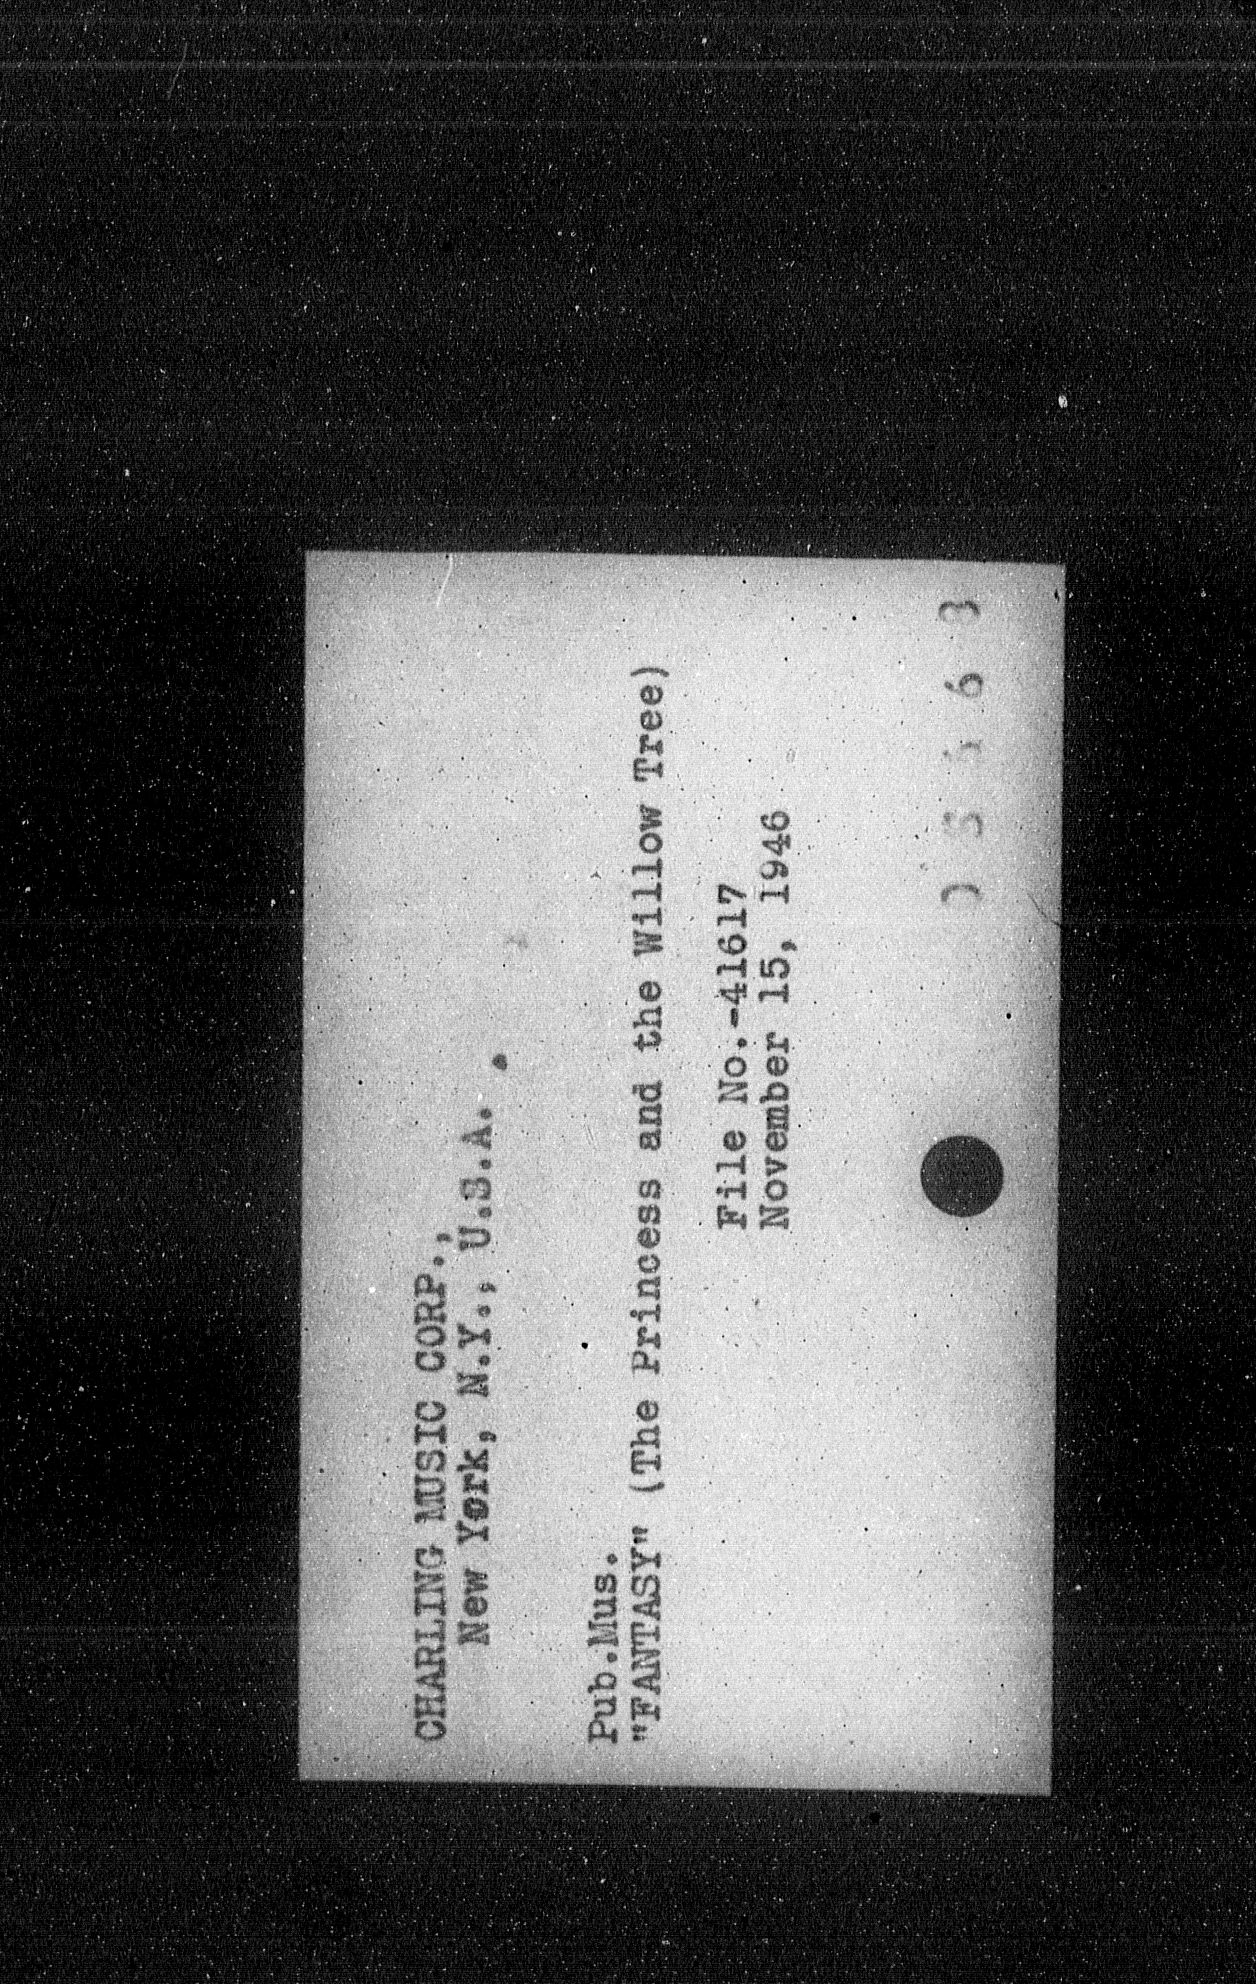 CHARLING MUSIC CORP.,
New York, N.Y., U.S.A.
Pub.Mus.
"FANTASY" (The Princess and the Willow Tree)
File No.-41617
November 15, 1946